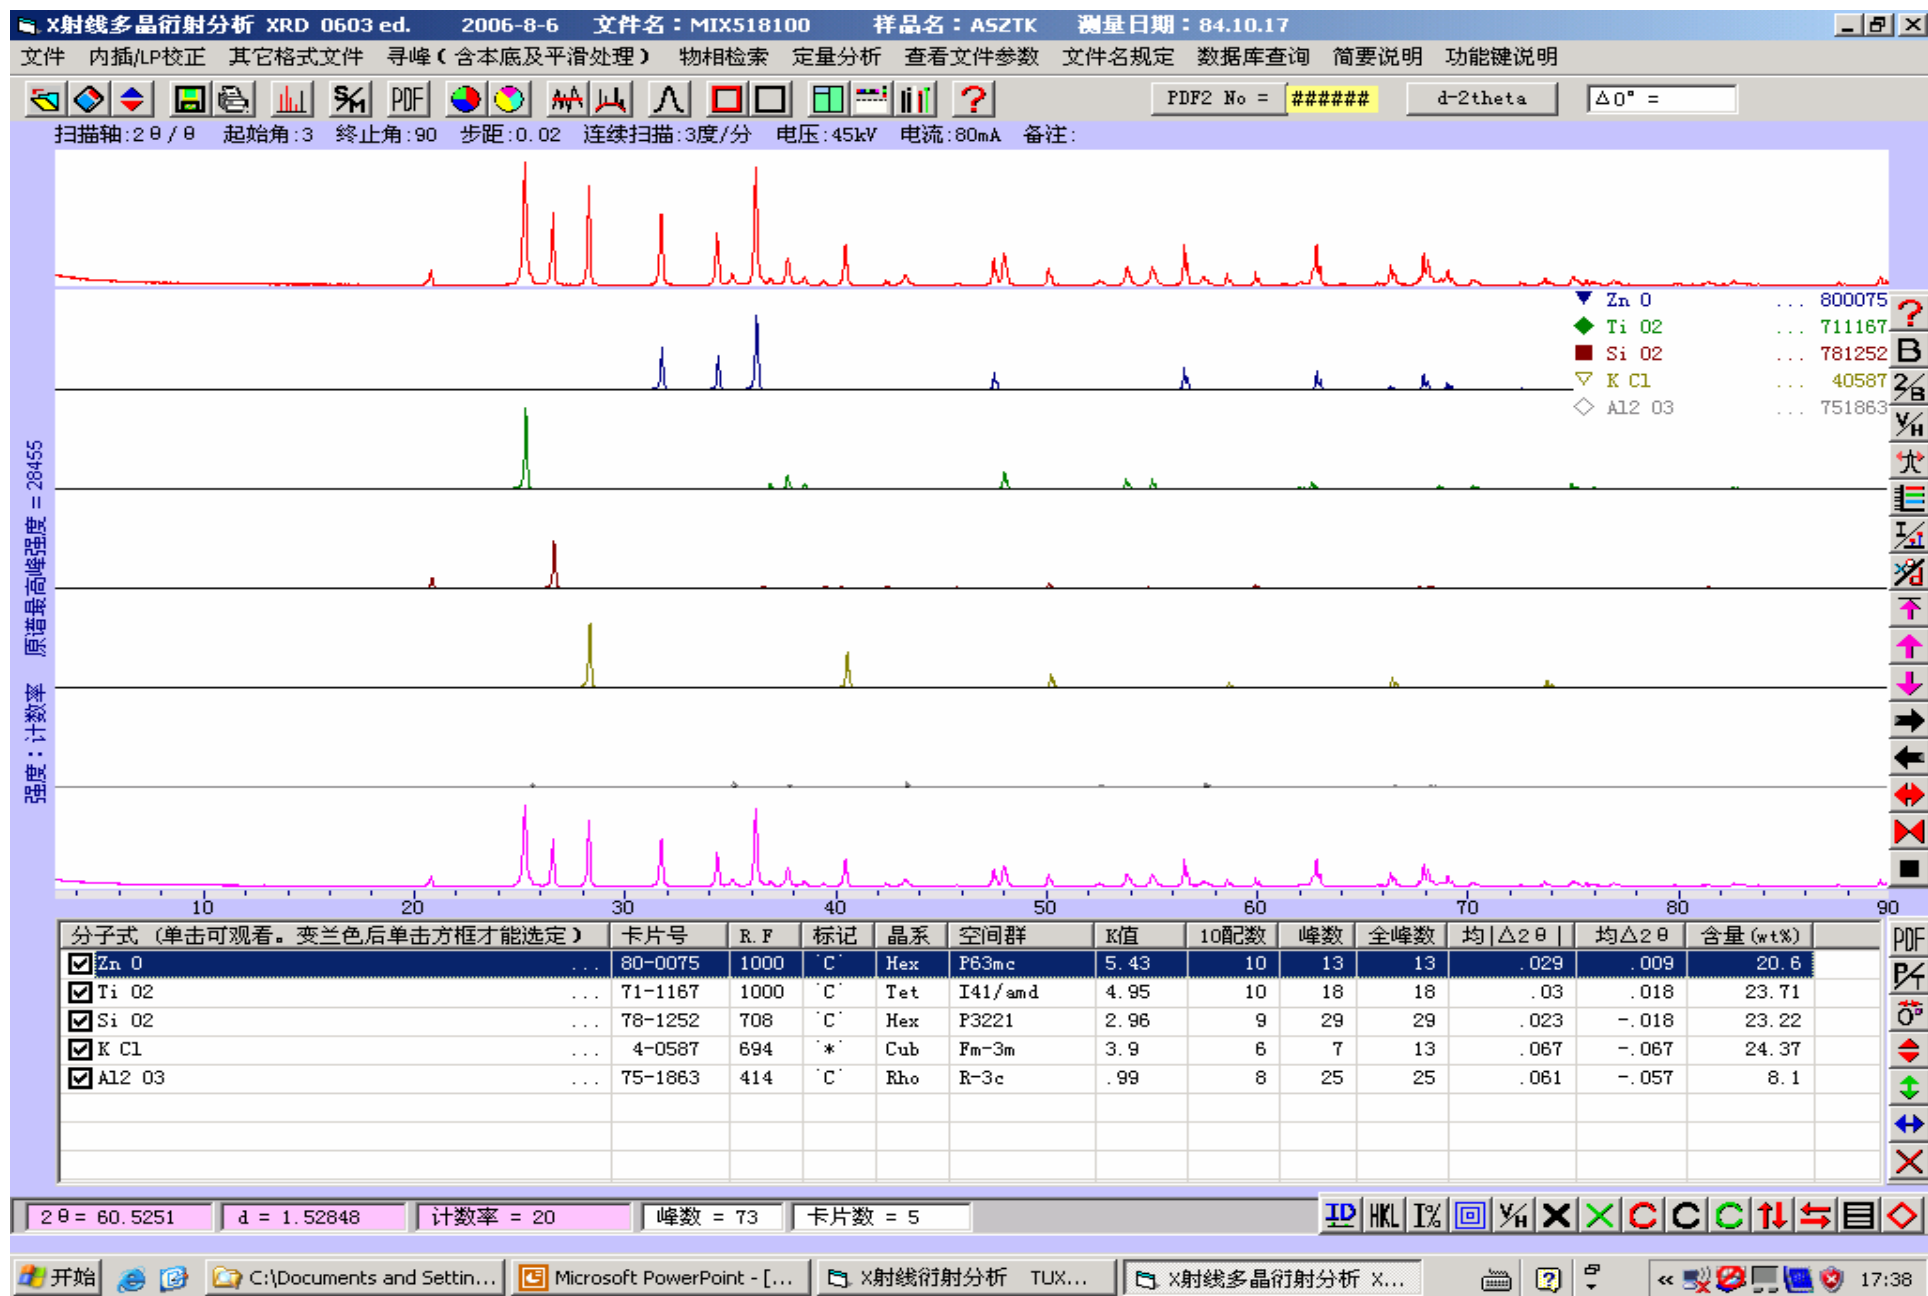 X射线多晶衍射分析 XRD 0603 ed. 2006-8-6 文件名：MIX518100 样品名：ASZTK 测量日期：84.10.17
文件 内插/LP校正 其它格式文件 寻峰（含本底及平滑处理） 物相检索 定量分析 查看文件参数 文件名规定 数据库查询 简要说明 功能键说明
S/M PDF ? PDF2 No = ###### d-2theta △0° =
扫描轴:2θ/θ 起始角:3 终止角:90 步距:0.02 连续扫描:3度/分 电压:45kV 电流:80mA 备注:
Zn O ... 800075
Ti O2 ... 711167
Si O2 ... 781252
K Cl ... 40587
Al2 O3 ... 751863
强度：计数率 原谱最高峰强度 = 28455
10 20 30 40 50 60 70 80 90
分子式（单击可观看。变兰色后单击方框才能选定） 卡片号 R.F 标记 晶系 空间群 K值 10配数 峰数 全峰数 均|△2θ| 均△2θ 含量(wt%)
Zn O ... 80-0075 1000 'C' Hex P63mc 5.43 10 13 13 .029 .009 20.6
Ti O2 ... 71-1167 1000 'C' Tet I41/amd 4.95 10 18 18 .03 .018 23.71
Si O2 ... 78-1252 708 'C' Hex P3221 2.96 9 29 29 .023 -.018 23.22
K Cl ... 4-0587 694 '*' Cub Fm-3m 3.9 6 7 13 .067 -.067 24.37
Al2 O3 ... 75-1863 414 'C' Rho R-3c .99 8 25 25 .061 -.057 8.1
?
B
2/B
Y/H
I/
x/d
PDF
P/T
0°
2θ= 60.5251 d = 1.52848 计数率 = 20 峰数 = 73 卡片数 = 5
ID HKL I% Y/H X X C C C
开始 C:\Documents and Settin... Microsoft PowerPoint - [... X射线衍射分析 TUX... X射线多晶衍射分析 X... « 17:38